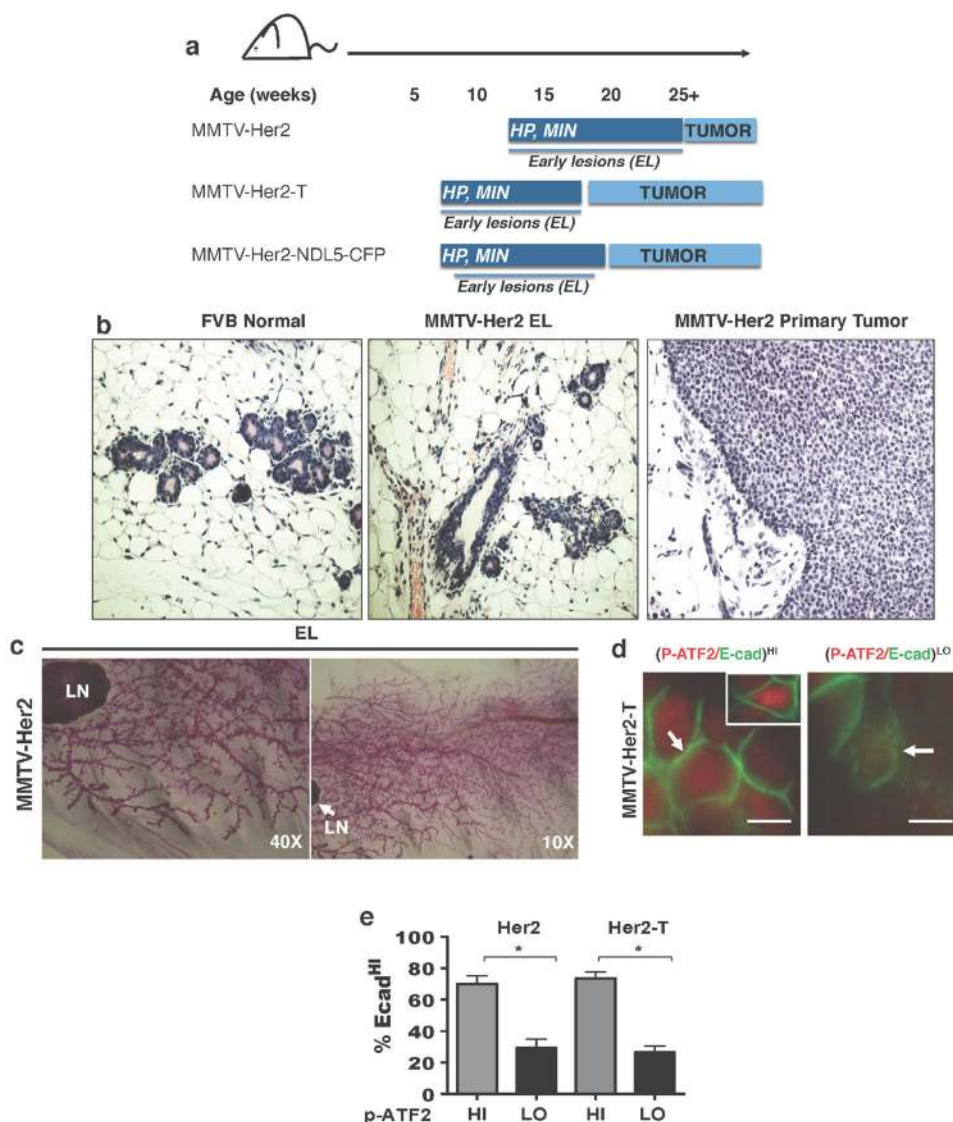 a
Age (weeks) 5 10 15 20 25+
MMTV-Her2 HP, MIN TUMOR
Early lesions (EL)
MMTV-Her2-T HP, MIN TUMOR
Early lesions (EL)
MMTV-Her2-NDL5-CFP HP, MIN TUMOR
Early lesions (EL)
b FVB Normal MMTV-Her2 EL MMTV-Her2 Primary Tumor
EL
c
MMTV-Her2
LN
40X
LN
10X
d (P-ATF2/E-cad)HI (P-ATF2/E-cad)LO
MMTV-Her2-T
e
Her2 Her2-T
* *
% EcadHI
100
80
60
40
20
0
p-ATF2 HI LO HI LO